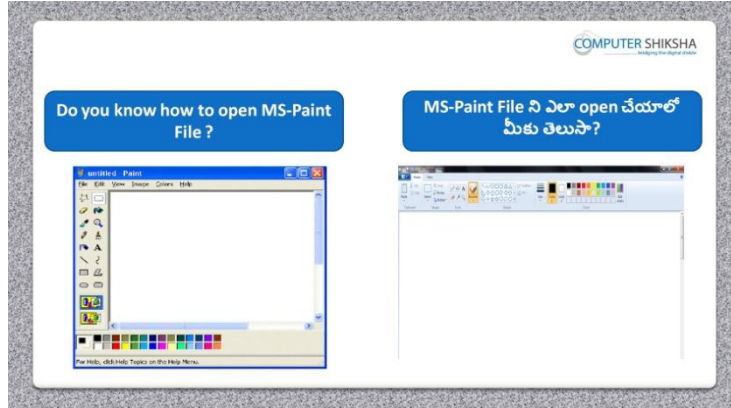 COMPUTER SHIKSHA
bridging the digital divide
Do you know how to open MS-Paint
File ?
MS-Paint File ని ఎలా open చేయాలో
మీకు తెలుసా?
untitled - Paint
File Edit View Image Colors Help
For Help, click Help Topics on the Help Menu.